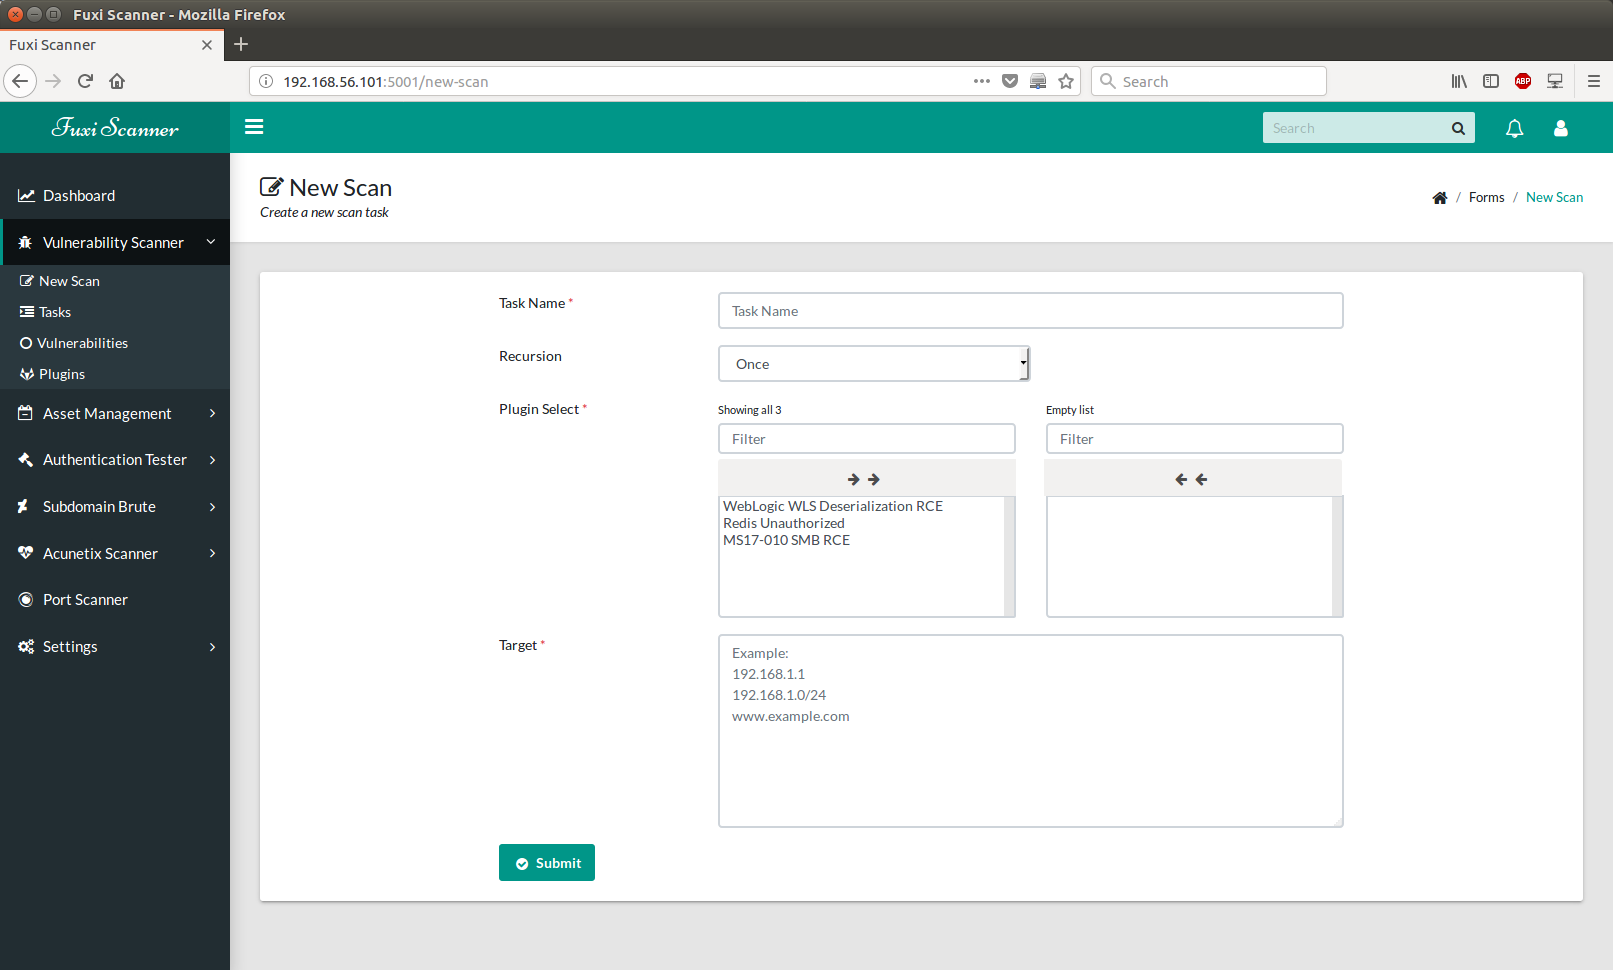 Fuxi Scanner - Mozilla Firefox
Fuxi Scanner
192.168.56.101:5001/new-scan
Search
ABP
Fuxi Scanner
Search
Dashboard
Vulnerability Scanner
New Scan
Tasks
Vulnerabilities
Plugins
Asset Management
Authentication Tester
Subdomain Brute
Acunetix Scanner
Port Scanner
Settings
New Scan
Create a new scan task
/ Forms / New Scan
Task Name *
Task Name
Recursion
Once
Plugin Select *
Showing all 3
Empty list
Filter
Filter
WebLogic WLS Deserialization RCE
Redis Unauthorized
MS17-010 SMB RCE
Target *
Example:
192.168.1.1
192.168.1.0/24
www.example.com
Submit